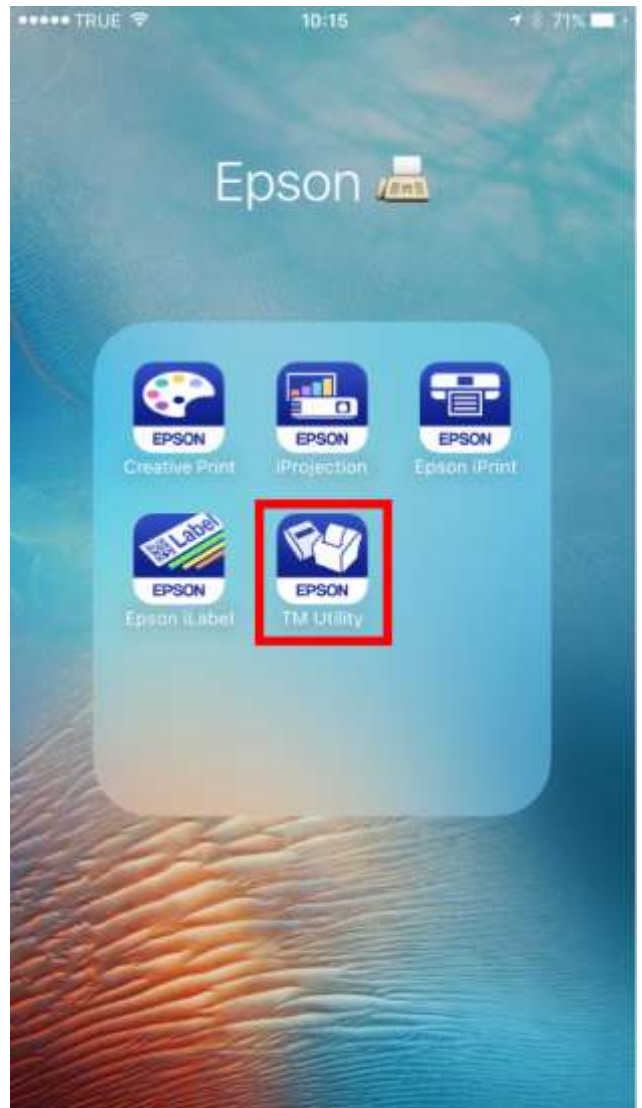 TRUE 10:15 71%
Epson
EPSON EPSON EPSON
Creative Print iProjection Epson iPrint
Label
EPSON EPSON
Epson iLabel TM Utility